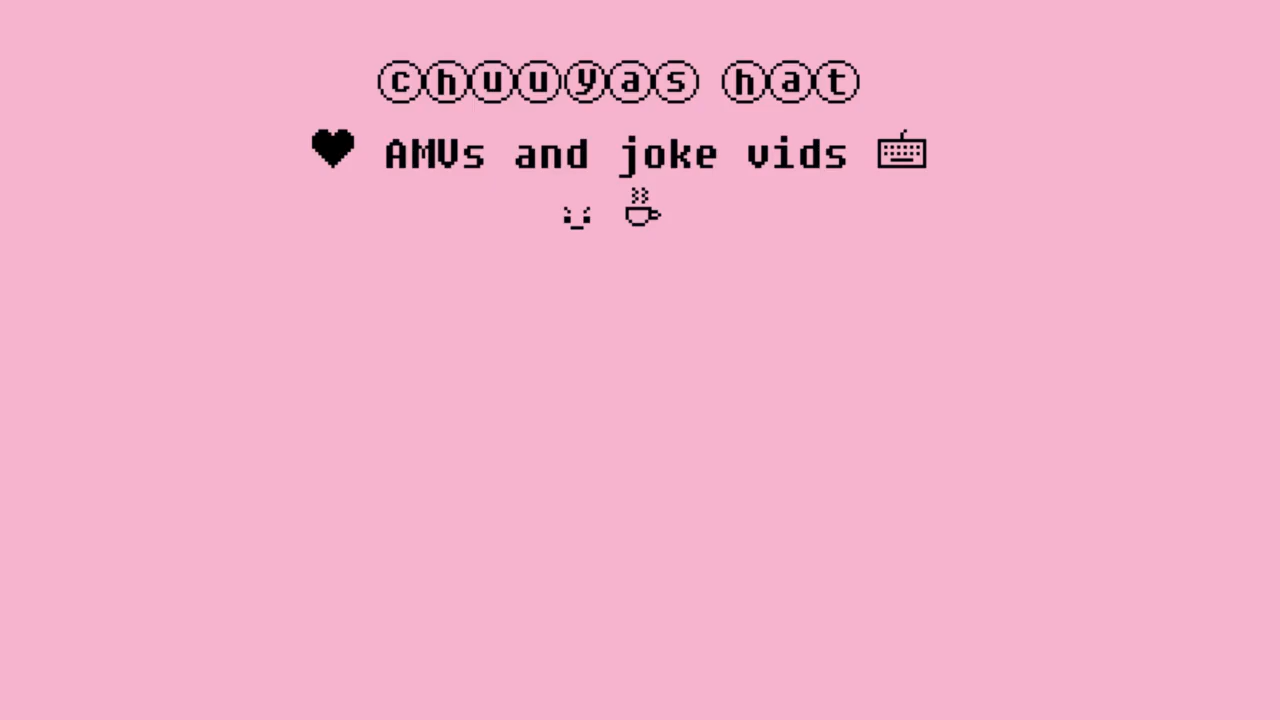 ⓒⓗⓤⓤⓨⓐⓢ ⓗⓐⓣ
♥ AMVs and joke vids ⌨
☕